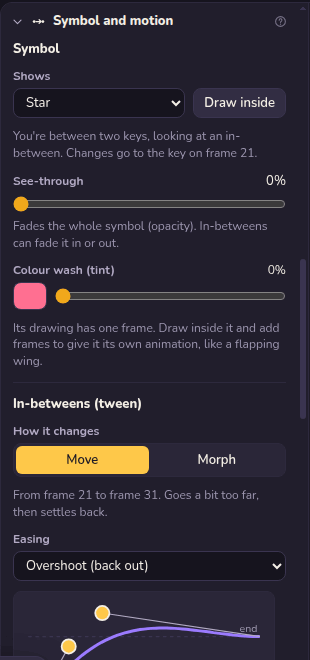 Symbol and motion
Symbol
Shows
Star
Draw inside
You're between two keys, looking at an in-
between. Changes go to the key on frame 21.
See-through
0%
Fades the whole symbol (opacity). In-betweens
can fade it in or out.
Colour wash (tint)
0%
Its drawing has one frame. Draw inside it and add
frames to give it its own animation, like a flapping
wing.
In-betweens (tween)
How it changes
Move
Morph
From frame 21 to frame 31. Goes a bit too far,
then settles back.
Easing
Overshoot (back out)
end